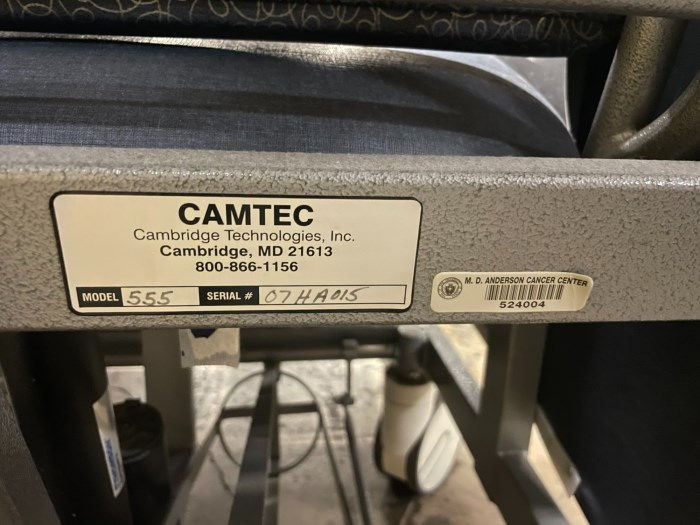 CAMTEC
Cambridge Technologies, Inc.
Cambridge, MD 21613
800-866-1156
MODEL 555 SERIAL # 07HA015
M. D. ANDERSON CANCER CENTER
524004